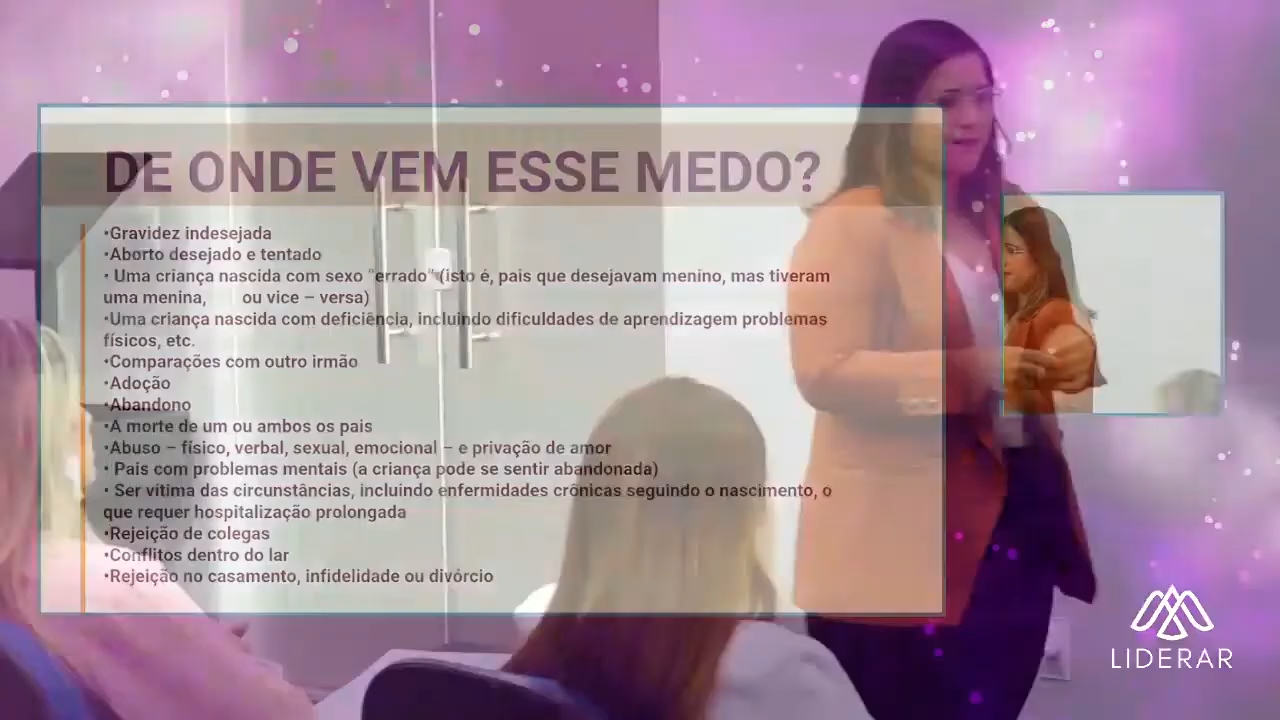 DE ONDE VEM ESSE MEDO?
•Gravidez indesejada
•Aborto desejado e tentado
• Uma criança nascida com sexo “errado” (isto é, pais que desejavam menino, mas tiveram
uma menina, ou vice – versa)
•Uma criança nascida com deficiência, incluindo dificuldades de aprendizagem problemas
físicos, etc.
•Comparações com outro irmão
•Adoção
•Abandono
•A morte de um ou ambos os pais
•Abuso – físico, verbal, sexual, emocional – e privação de amor
• Pais com problemas mentais (a criança pode se sentir abandonada)
• Ser vítima das circunstâncias, incluindo enfermidades crônicas seguindo o nascimento, o
que requer hospitalização prolongada
•Rejeição de colegas
•Conflitos dentro do lar
•Rejeição no casamento, infidelidade ou divórcio
LIDERAR